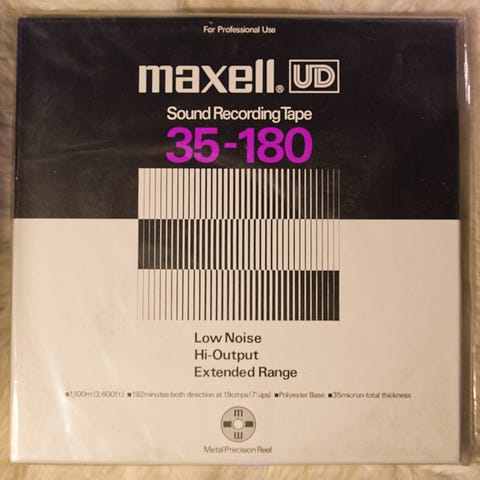 For Professional Use
maxell® UD
Sound Recording Tape
35-180
Low Noise
Hi-Output
Extended Range
■1,100m(3,600ft.) ■192minutes-both direction at 19cmps(7½ips) ■Polyester Base ■35micron-total thickness
m
m
Metal Precision Reel